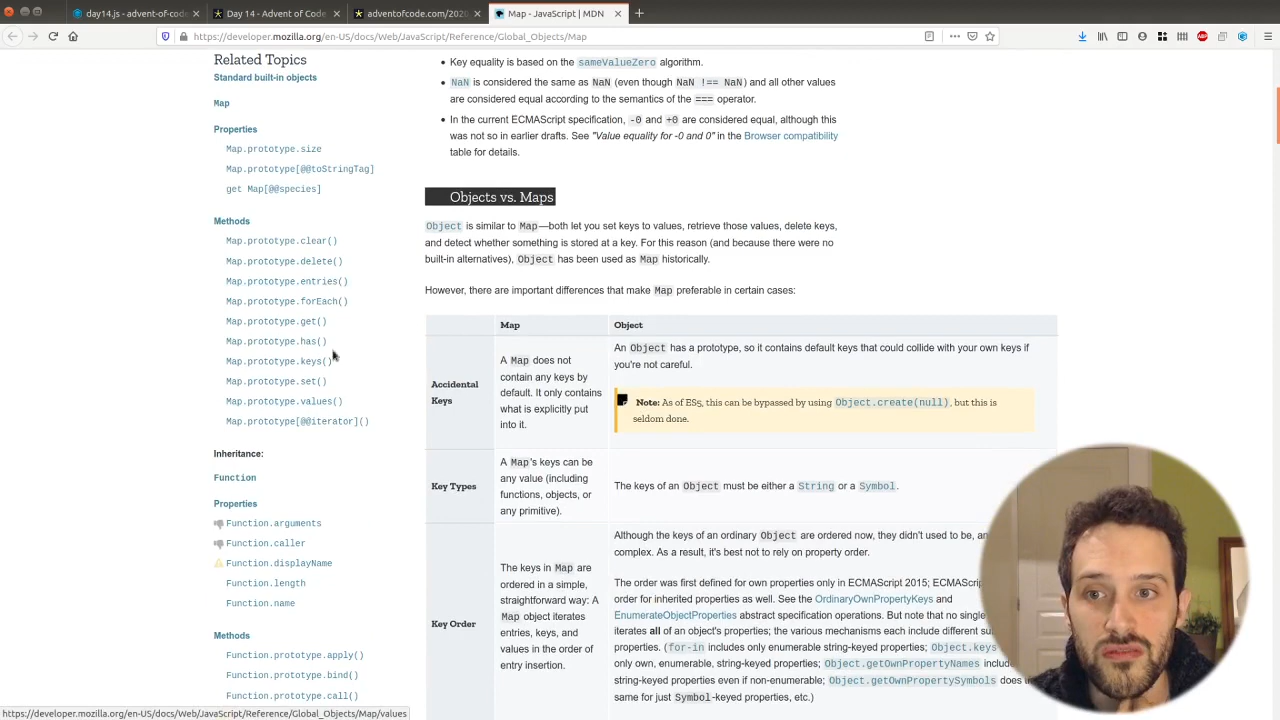 day14.js - advent-of-code
Day 14 - Advent of Code
adventofcode.com/2020
Map - JavaScript | MDN
https://developer.mozilla.org/en-US/docs/Web/JavaScript/Reference/Global_Objects/Map
Related Topics
Standard built-in objects
Map
Properties
Map.prototype.size
Map.prototype[@@toStringTag]
get Map[@@species]
Methods
Map.prototype.clear()
Map.prototype.delete()
Map.prototype.entries()
Map.prototype.forEach()
Map.prototype.get()
Map.prototype.has()
Map.prototype.keys()
Map.prototype.set()
Map.prototype.values()
Map.prototype[@@iterator]()
Inheritance:
Function
Properties
Function.arguments
Function.caller
Function.displayName
Function.length
Function.name
Methods
Function.prototype.apply()
Function.prototype.bind()
Function.prototype.call()
Key equality is based on the sameValueZero algorithm.
NaN is considered the same as NaN (even though NaN !== NaN) and all other values
are considered equal according to the semantics of the === operator.
In the current ECMAScript specification, -0 and +0 are considered equal, although this
was not so in earlier drafts. See "Value equality for -0 and 0" in the Browser compatibility
table for details.
Objects vs. Maps
Object is similar to Map—both let you set keys to values, retrieve those values, delete keys,
and detect whether something is stored at a key. For this reason (and because there were no
built-in alternatives), Object has been used as Map historically.
However, there are important differences that make Map preferable in certain cases:
Map
Object
Accidental
Keys
A Map does not
contain any keys by
default. It only contains
what is explicitly put
into it.
An Object has a prototype, so it contains default keys that could collide with your own keys if
you're not careful.
Note: As of ES5, this can be bypassed by using Object.create(null), but this is
seldom done.
Key Types
A Map's keys can be
any value (including
functions, objects, or
any primitive).
The keys of an Object must be either a String or a Symbol.
Key Order
The keys in Map are
ordered in a simple,
straightforward way: A
Map object iterates
entries, keys, and
values in the order of
entry insertion.
Although the keys of an ordinary Object are ordered now, they didn't used to be, an
complex. As a result, it's best not to rely on property order.
The order was first defined for own properties only in ECMAScript 2015; ECMAScrip
order for inherited properties as well. See the OrdinaryOwnPropertyKeys and
EnumerateObjectProperties abstract specification operations. But note that no single
iterates all of an object's properties; the various mechanisms each include different su
properties. (for-in includes only enumerable string-keyed properties; Object.keys
only own, enumerable, string-keyed properties; Object.getOwnPropertyNames includ
string-keyed properties even if non-enumerable; Object.getOwnPropertySymbols does th
same for just Symbol-keyed properties, etc.)
https://developer.mozilla.org/en-US/docs/Web/JavaScript/Reference/Global_Objects/Map/values